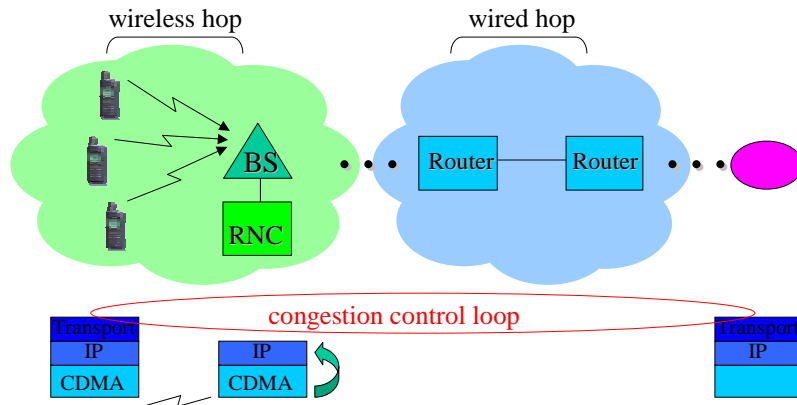 wireless hop
wired hop
BS
Router
Router
RNC
congestion control loop
Transport
IP
CDMA
IP
CDMA
Transport
IP